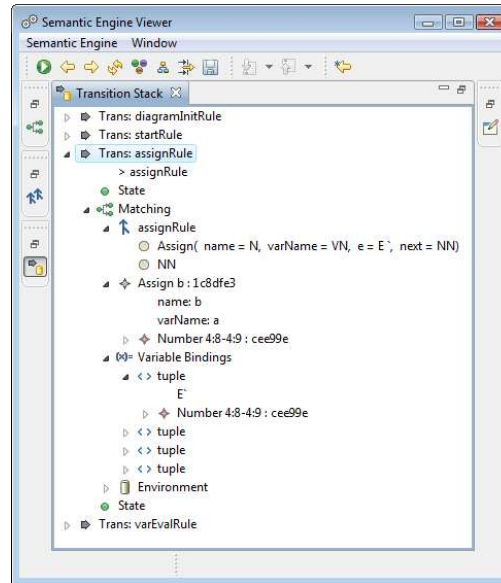 Semantic Engine Viewer
Semantic Engine Window
Transition Stack
Trans: diagramInitRule
Trans: startRule
Trans: assignRule
> assignRule
State
Matching
assignRule
Assign( name = N, varName = VN, e = E`, next = NN)
NN
Assign b : 1c8dfe3
name: b
varName: a
Number 4:8-4:9 : cee99e
(x)= Variable Bindings
<> tuple
E`
Number 4:8-4:9 : cee99e
<> tuple
<> tuple
<> tuple
Environment
State
Trans: varEvalRule